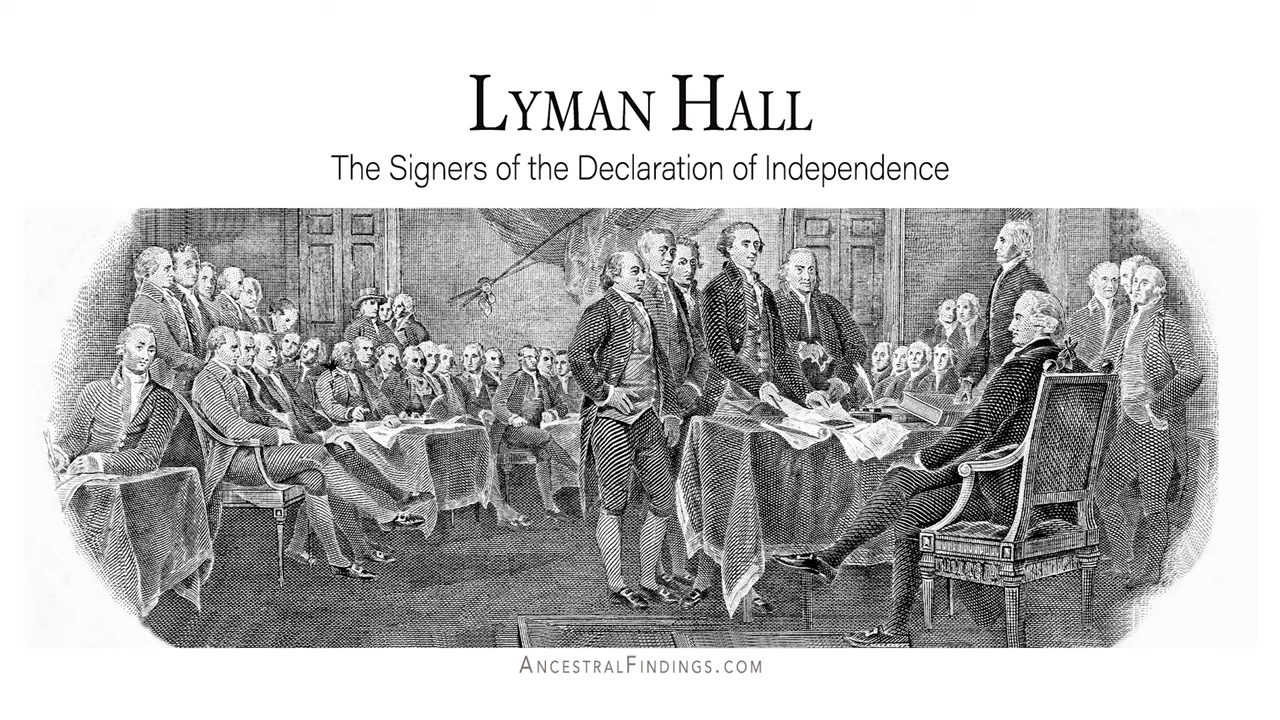 Lyman Hall
The Signers of the Declaration of Independence
AncestralFindings.com